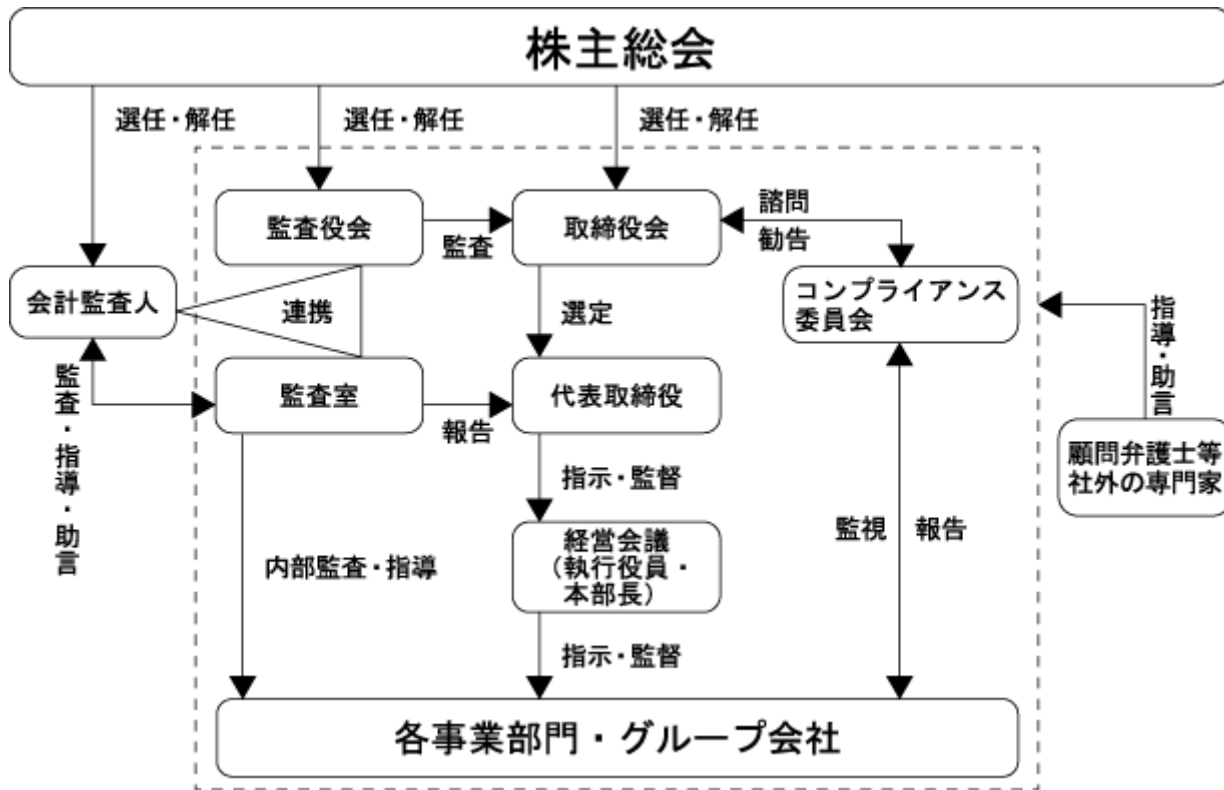 株主総会
選任・解任
選任・解任
選任・解任
監査役会
監査
取締役会
諮問
勧告
会計監査人
連携
選定
コンプライアンス
委員会
指導・助言
監査・指導・助言
監査室
報告
代表取締役
顧問弁護士等
社外の専門家
指示・監督
内部監査・指導
経営会議
（執行役員・
本部長）
監視
報告
指示・監督
各事業部門・グループ会社